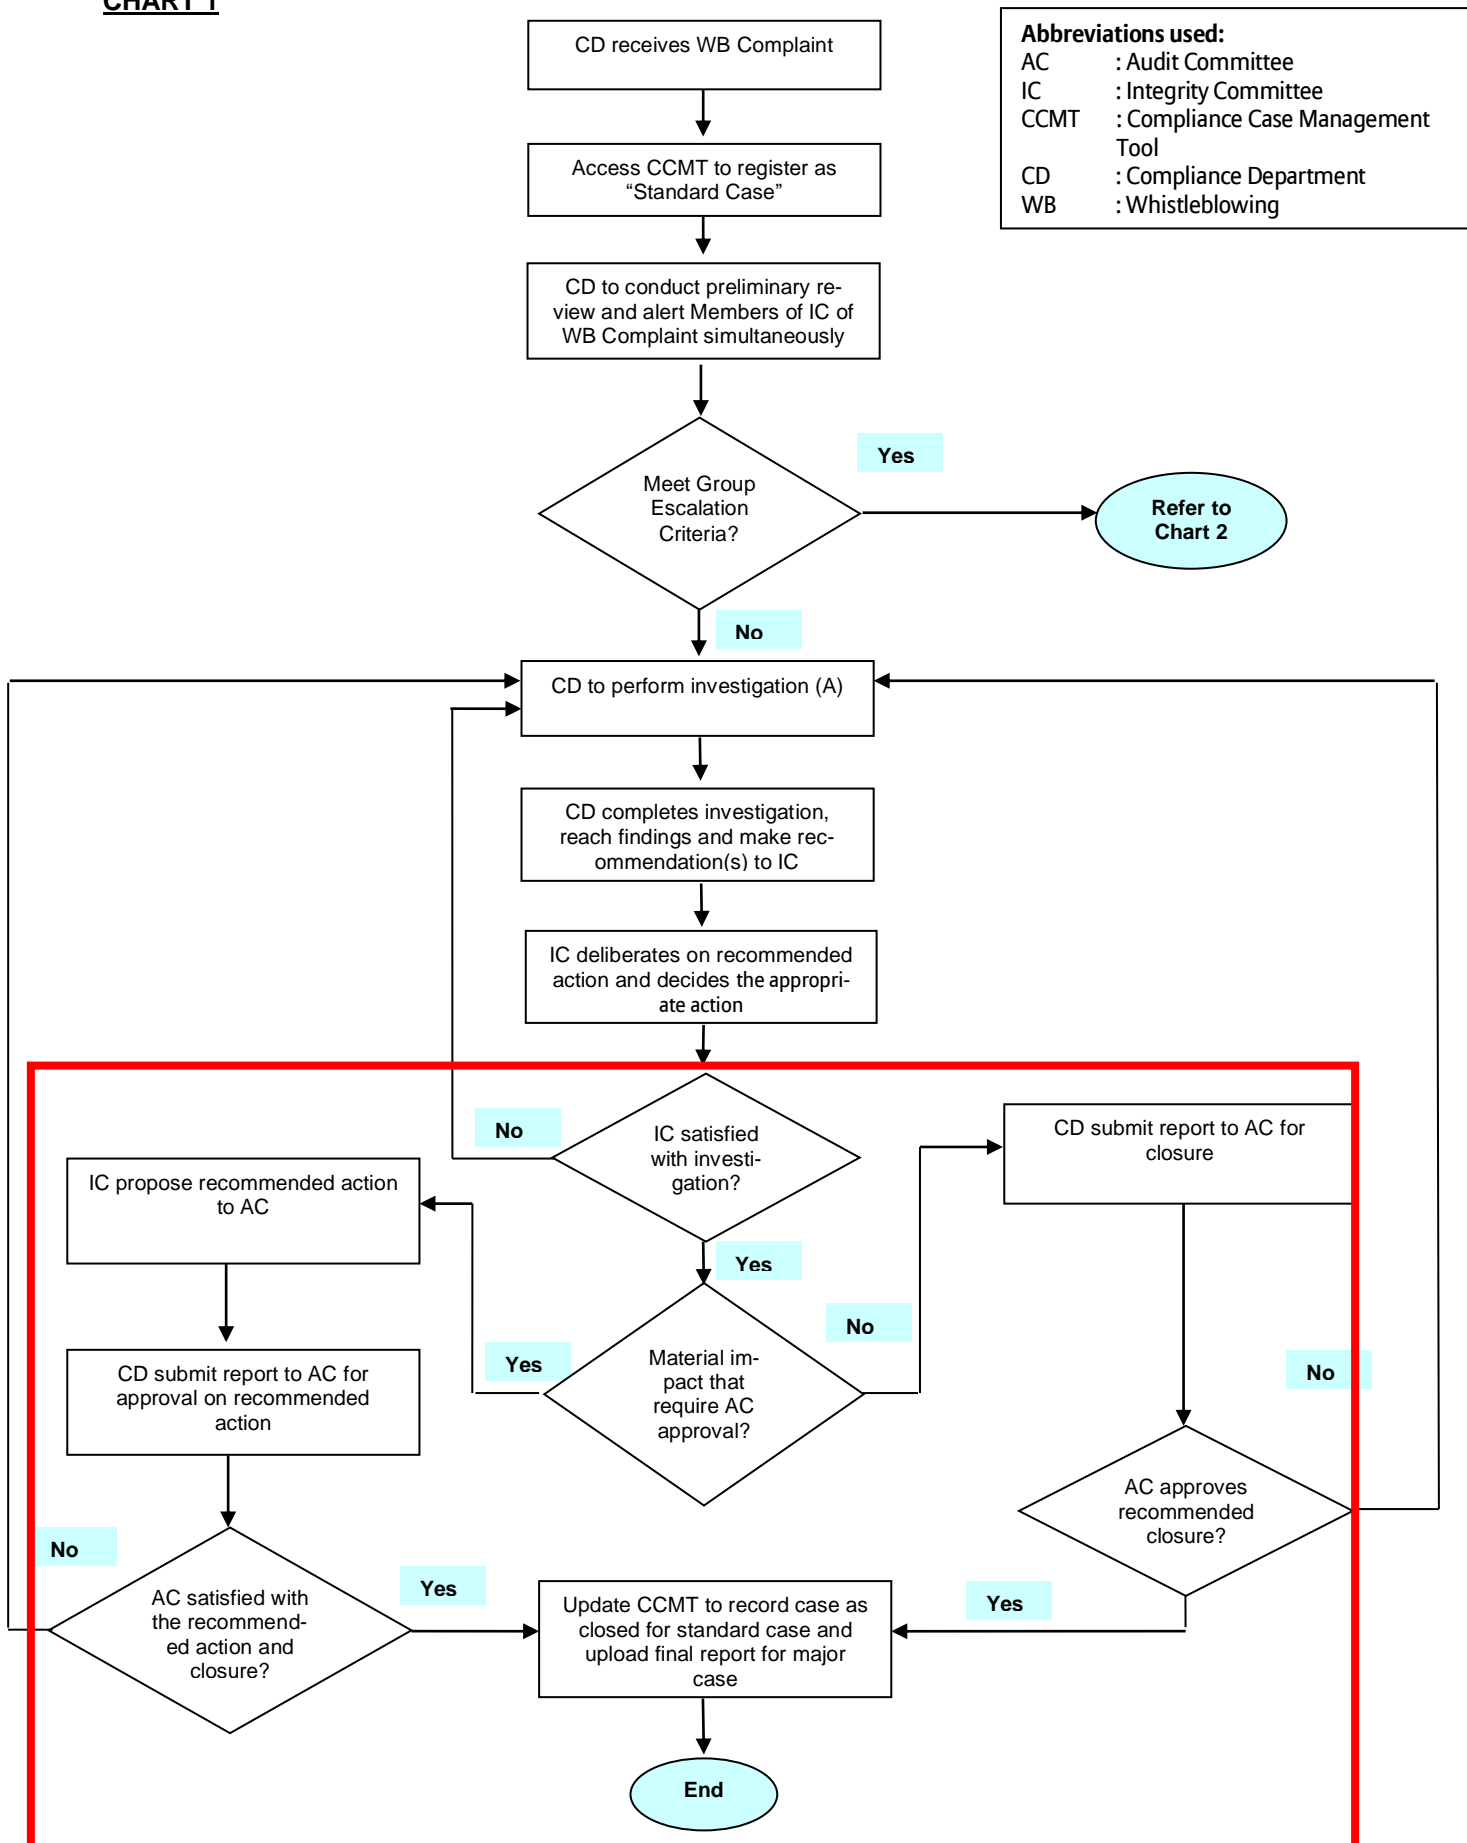 CHART 1
CD receives WB Complaint
Abbreviations used:
AC : Audit Committee
IC : Integrity Committee
CCMT : Compliance Case Management
Tool
CD : Compliance Department
WB : Whistleblowing
Access CCMT to register as
“Standard Case”
CD to conduct preliminary re-
view and alert Members of IC of
WB Complaint simultaneously
Meet Group
Escalation
Criteria?
Yes
Refer to
Chart 2
No
CD to perform investigation (A)
CD completes investigation,
reach findings and make rec-
ommendation(s) to IC
IC deliberates on recommended
action and decides the appropri-
ate action
IC satisfied
with investi-
gation?
No
Yes
CD submit report to AC for
closure
IC propose recommended action
to AC
Material im-
pact that
require AC
approval?
Yes
No
CD submit report to AC for
approval on recommended
action
No
AC approves
recommended
closure?
No
AC satisfied with
the recommend-
ed action and
closure?
Yes
Update CCMT to record case as
closed for standard case and
upload final report for major
case
Yes
End